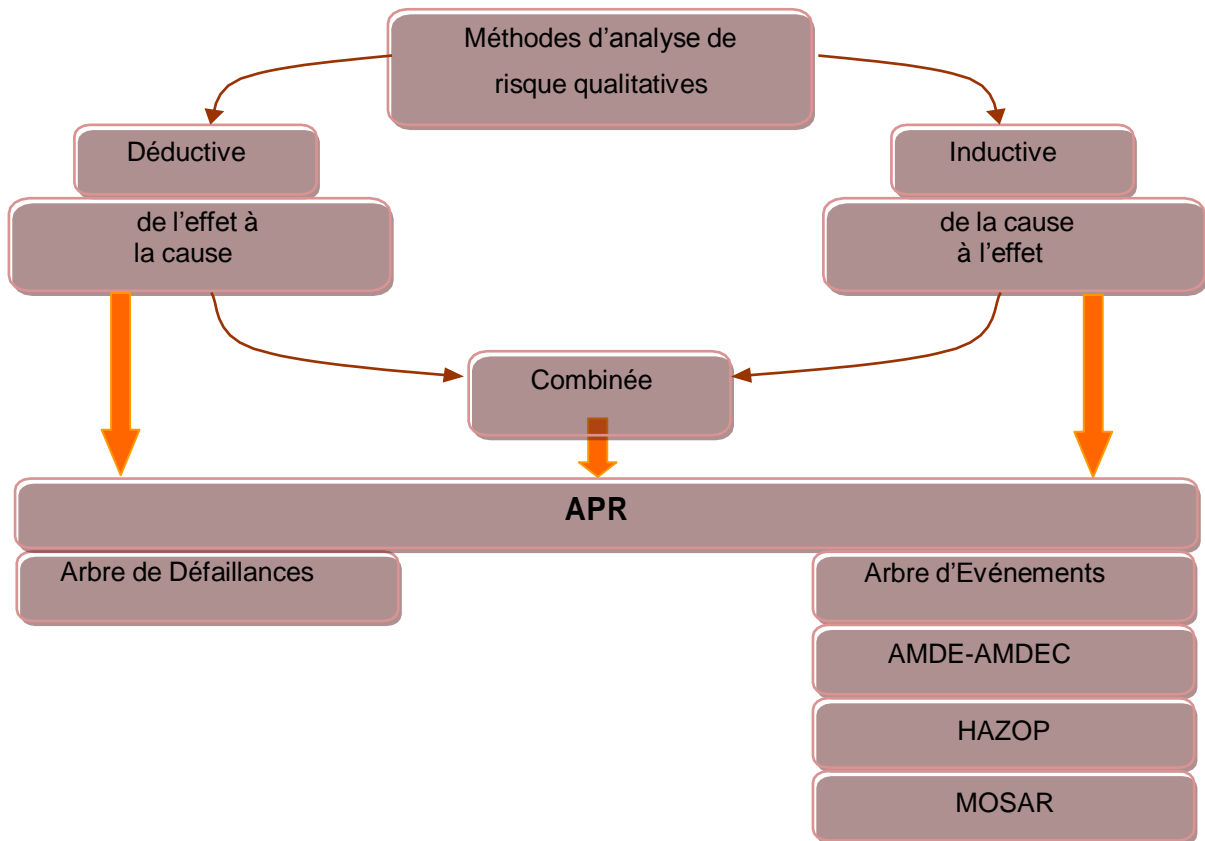 Méthodes d’analyse de
risque qualitatives
Déductive
Inductive
de l’effet à
la cause
de la cause
à l’effet
Combinée
APR
Arbre de Défaillances
Arbre d’Evénements
AMDE-AMDEC
HAZOP
MOSAR